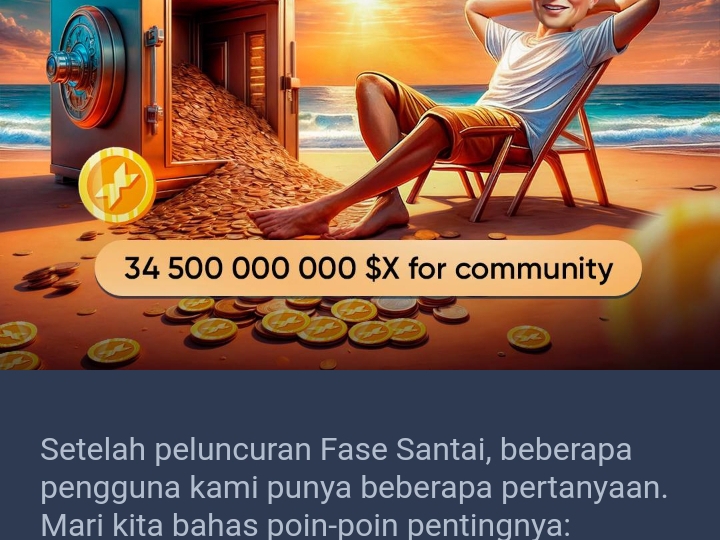 34 500 000 000 $X for community
Setelah peluncuran Fase Santai, beberapa
pengguna kami punya beberapa pertanyaan.
Mari kita bahas poin-poin pentingnya: